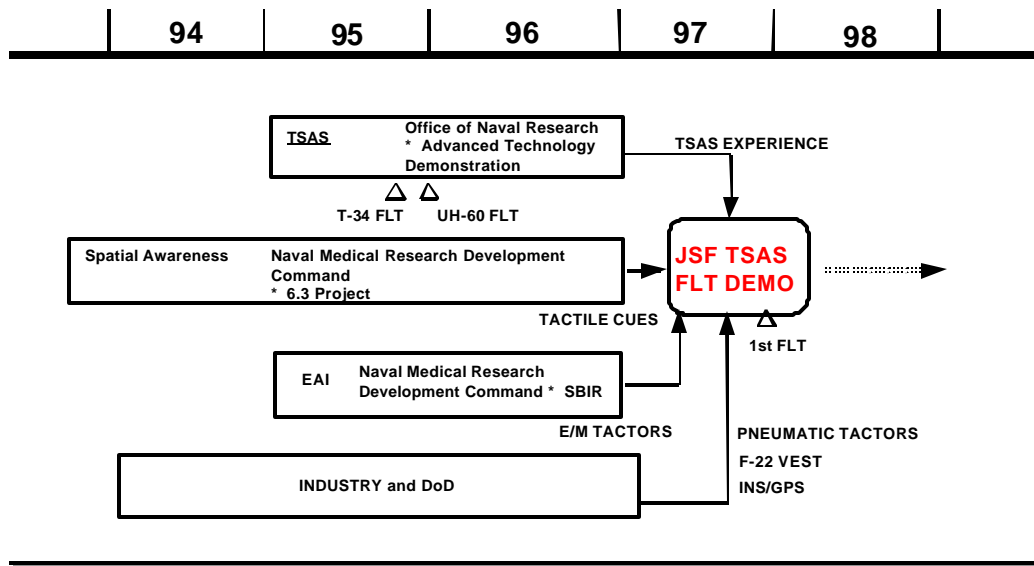 94 95 96 97 98
TSAS
Office of Naval Research
* Advanced Technology
Demonstration
TSAS EXPERIENCE
T-34 FLT UH-60 FLT
Spatial Awareness
Naval Medical Research Development
Command
* 6.3 Project
JSF TSAS
FLT DEMO
TACTILE CUES
1st FLT
EAI
Naval Medical Research
Development Command * SBIR
E/M TACTORS
PNEUMATIC TACTORS
F-22 VEST
INS/GPS
INDUSTRY and DoD